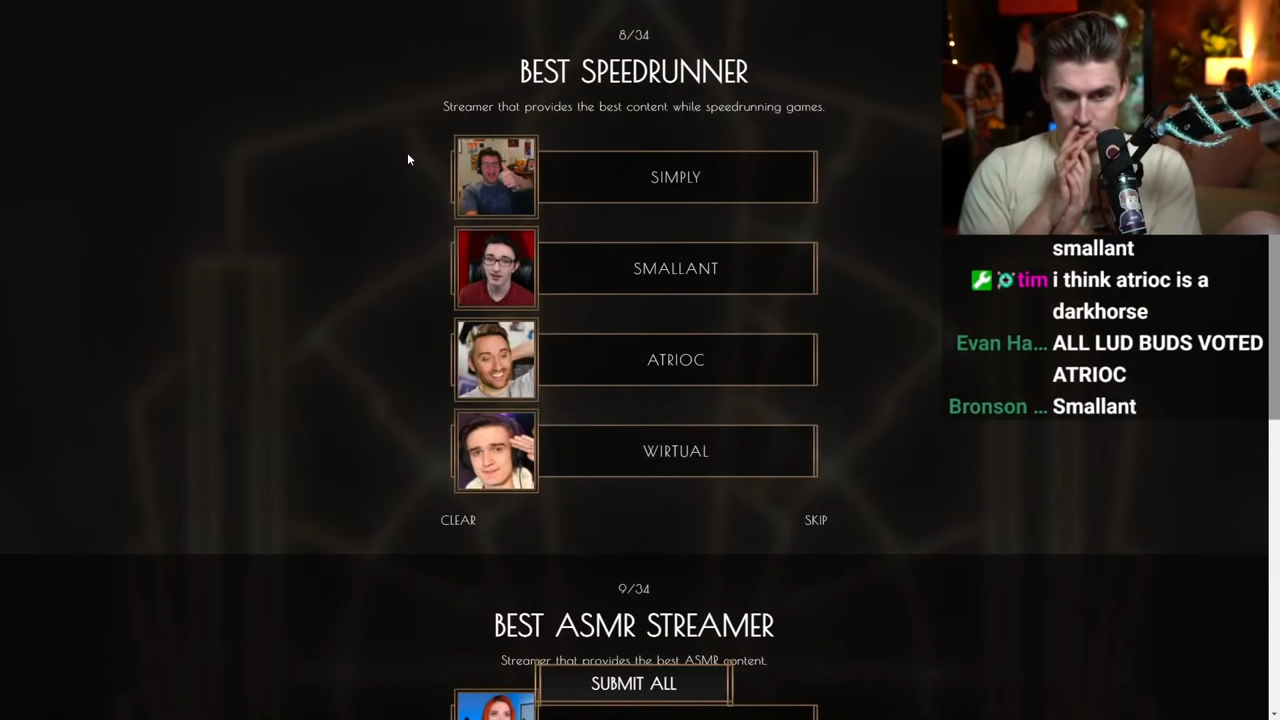 8/34
BEST SPEEDRUNNER
Streamer that provides the best content while speedrunning games.
SIMPLY
SMALLANT
ATRIOC
WIRTUAL
CLEAR
SKIP
9/34
BEST ASMR STREAMER
Streamer that provides the best ASMR content.
SUBMIT ALL
smallant
tim i think atrioc is a
darkhorse
Evan Ha... ALL LUD BUDS VOTED
ATRIOC
Bronson ... Smallant